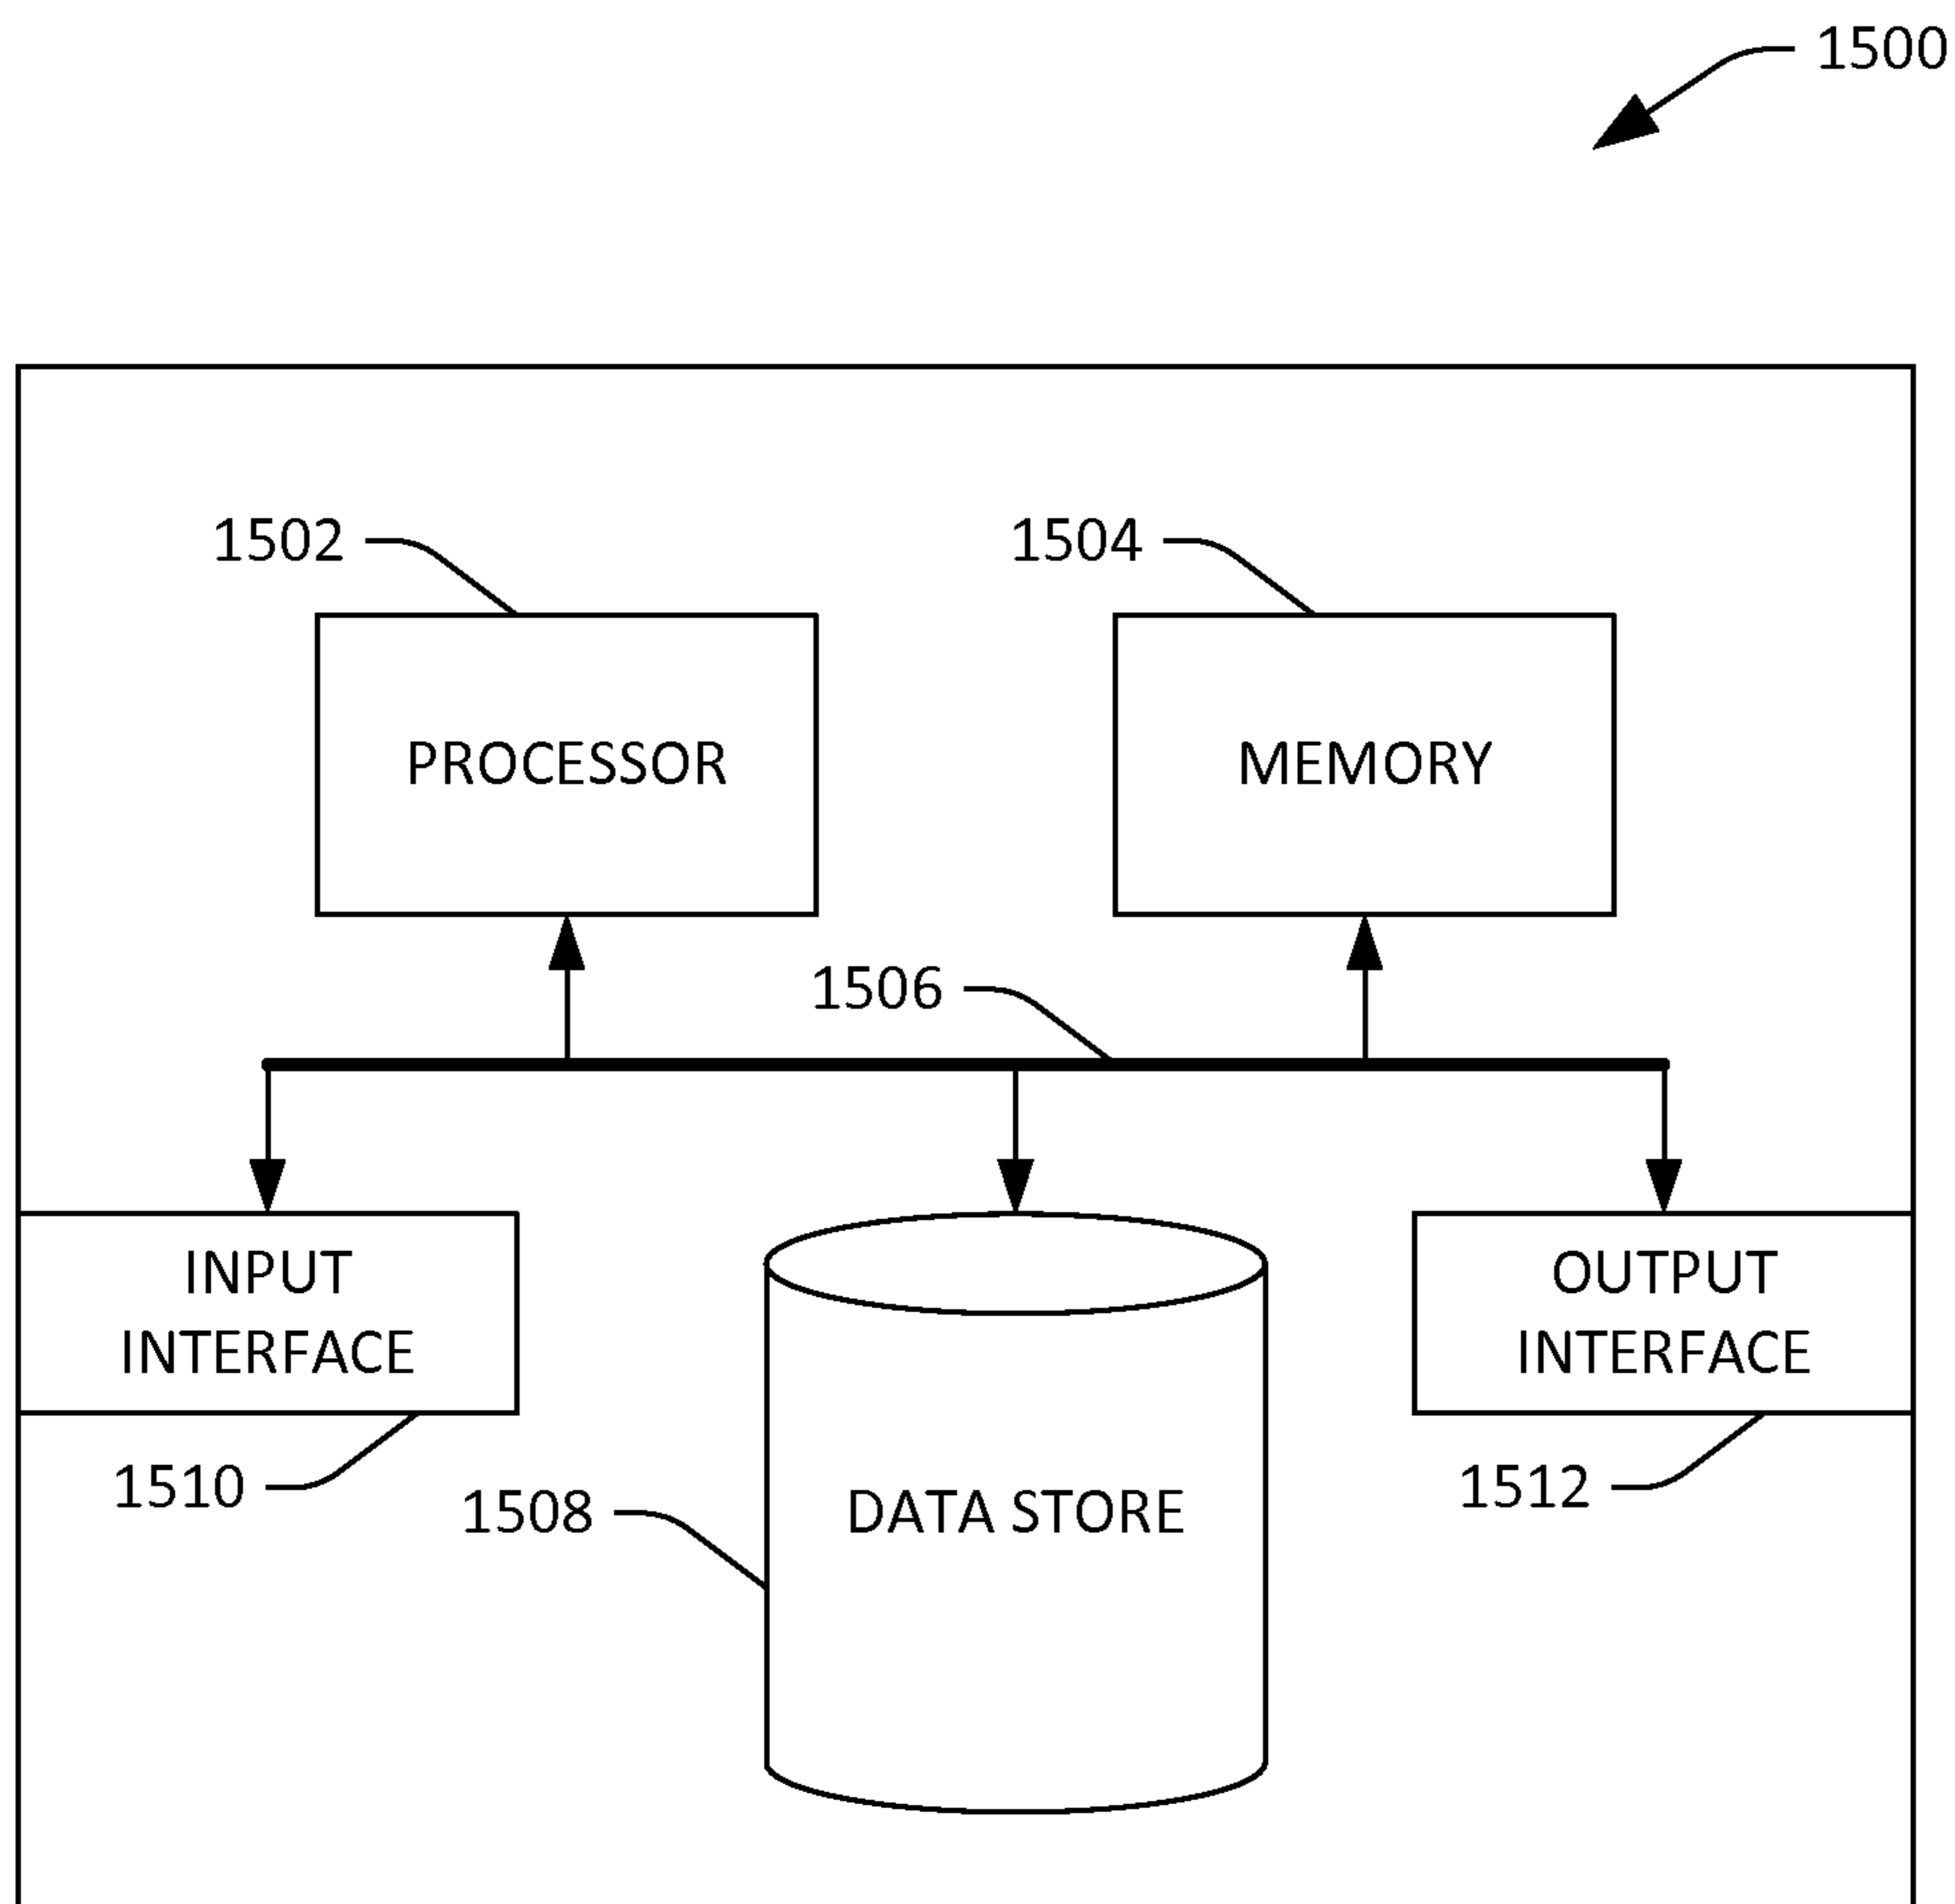 1500
1502
1504
PROCESSOR
MEMORY
1506
INPUT
INTERFACE
OUTPUT
INTERFACE
1510
1508
DATA STORE
1512